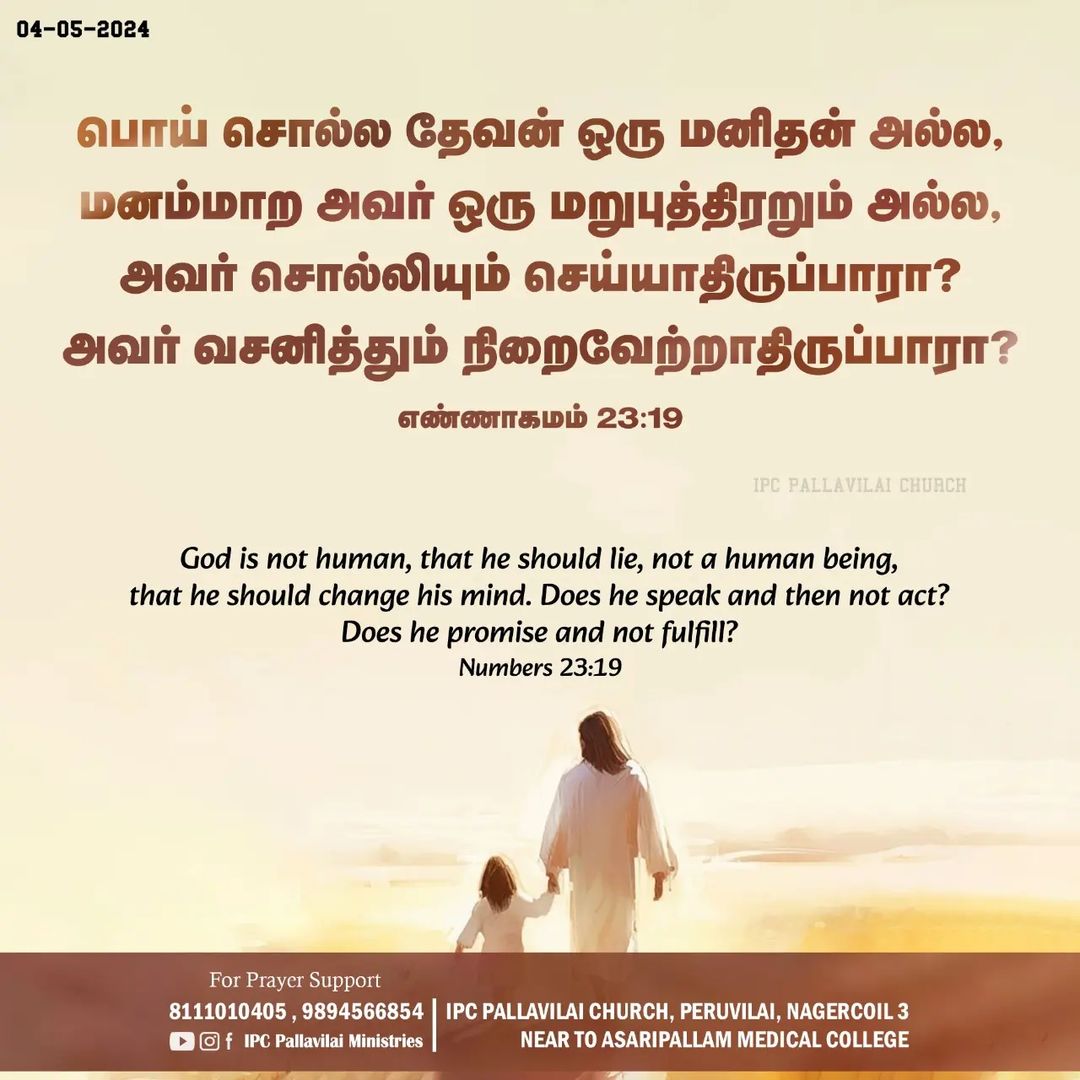 04-05-2024
பொய் சொல்ல தேவன் ஒரு மனிதன் அல்ல,
மனம்மாற அவர் ஒரு மறுபுத்திரறும் அல்ல,
அவர் சொல்லியும் செய்யாதிருப்பாரா?
அவர் வசனித்தும் நிறைவேற்றாதிருப்பாரா?
எண்ணாகமம் 23:19
IPC PALLAVILAI CHURCH
God is not human, that he should lie, not a human being,
that he should change his mind. Does he speak and then not act?
Does he promise and not fulfill?
Numbers 23:19
For Prayer Support
8111010405 , 9894566854
IPC Pallavilai Ministries
IPC PALLAVILAI CHURCH, PERUVILAI, NAGERCOIL 3
NEAR TO ASARIPALLAM MEDICAL COLLEGE